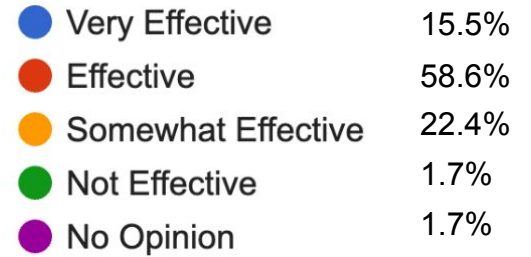 Very Effective 15.5%
Effective 58.6%
Somewhat Effective 22.4%
Not Effective 1.7%
No Opinion 1.7%